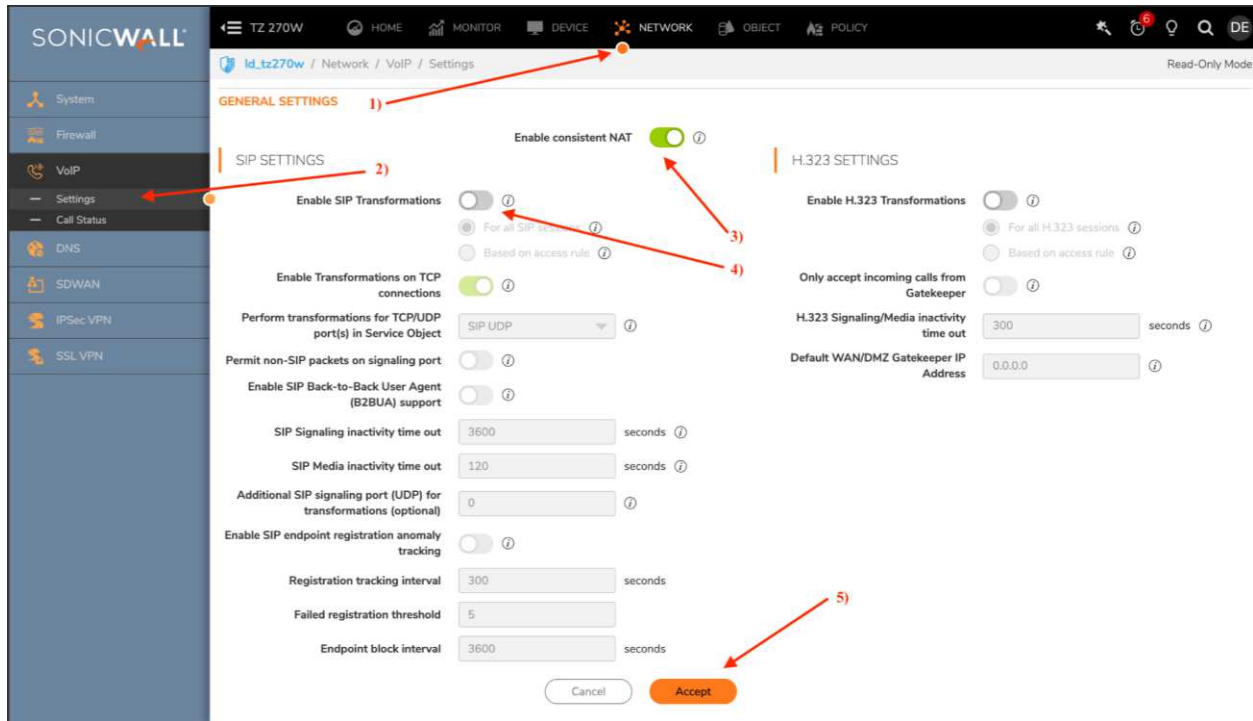 SONICWALL
TZ 270W HOME MONITOR DEVICE NETWORK OBJECT POLICY 6 DE
ld_tz270w / Network / VoIP / Settings Read-Only Mode
System
Firewall
VoIP
Settings
Call Status
DNS
SDWAN
IPSec VPN
SSL VPN
GENERAL SETTINGS 1)
Enable consistent NAT
2)
3)
4)
SIP SETTINGS
Enable SIP Transformations
For all SIP sessions
Based on access rule
Enable Transformations on TCP
connections
Perform transformations for TCP/UDP
port(s) in Service Object SIP UDP
Permit non-SIP packets on signaling port
Enable SIP Back-to-Back User Agent
(B2BUA) support
SIP Signaling inactivity time out 3600 seconds
SIP Media inactivity time out 120 seconds
Additional SIP signaling port (UDP) for
transformations (optional) 0
Enable SIP endpoint registration anomaly
tracking
Registration tracking interval 300 seconds
Failed registration threshold 5
Endpoint block interval 3600 seconds
H.323 SETTINGS
Enable H.323 Transformations
For all H.323 sessions
Based on access rule
Only accept incoming calls from
Gatekeeper
H.323 Signaling/Media inactivity
time out 300 seconds
Default WAN/DMZ Gatekeeper IP
Address 0.0.0.0
5)
Cancel Accept